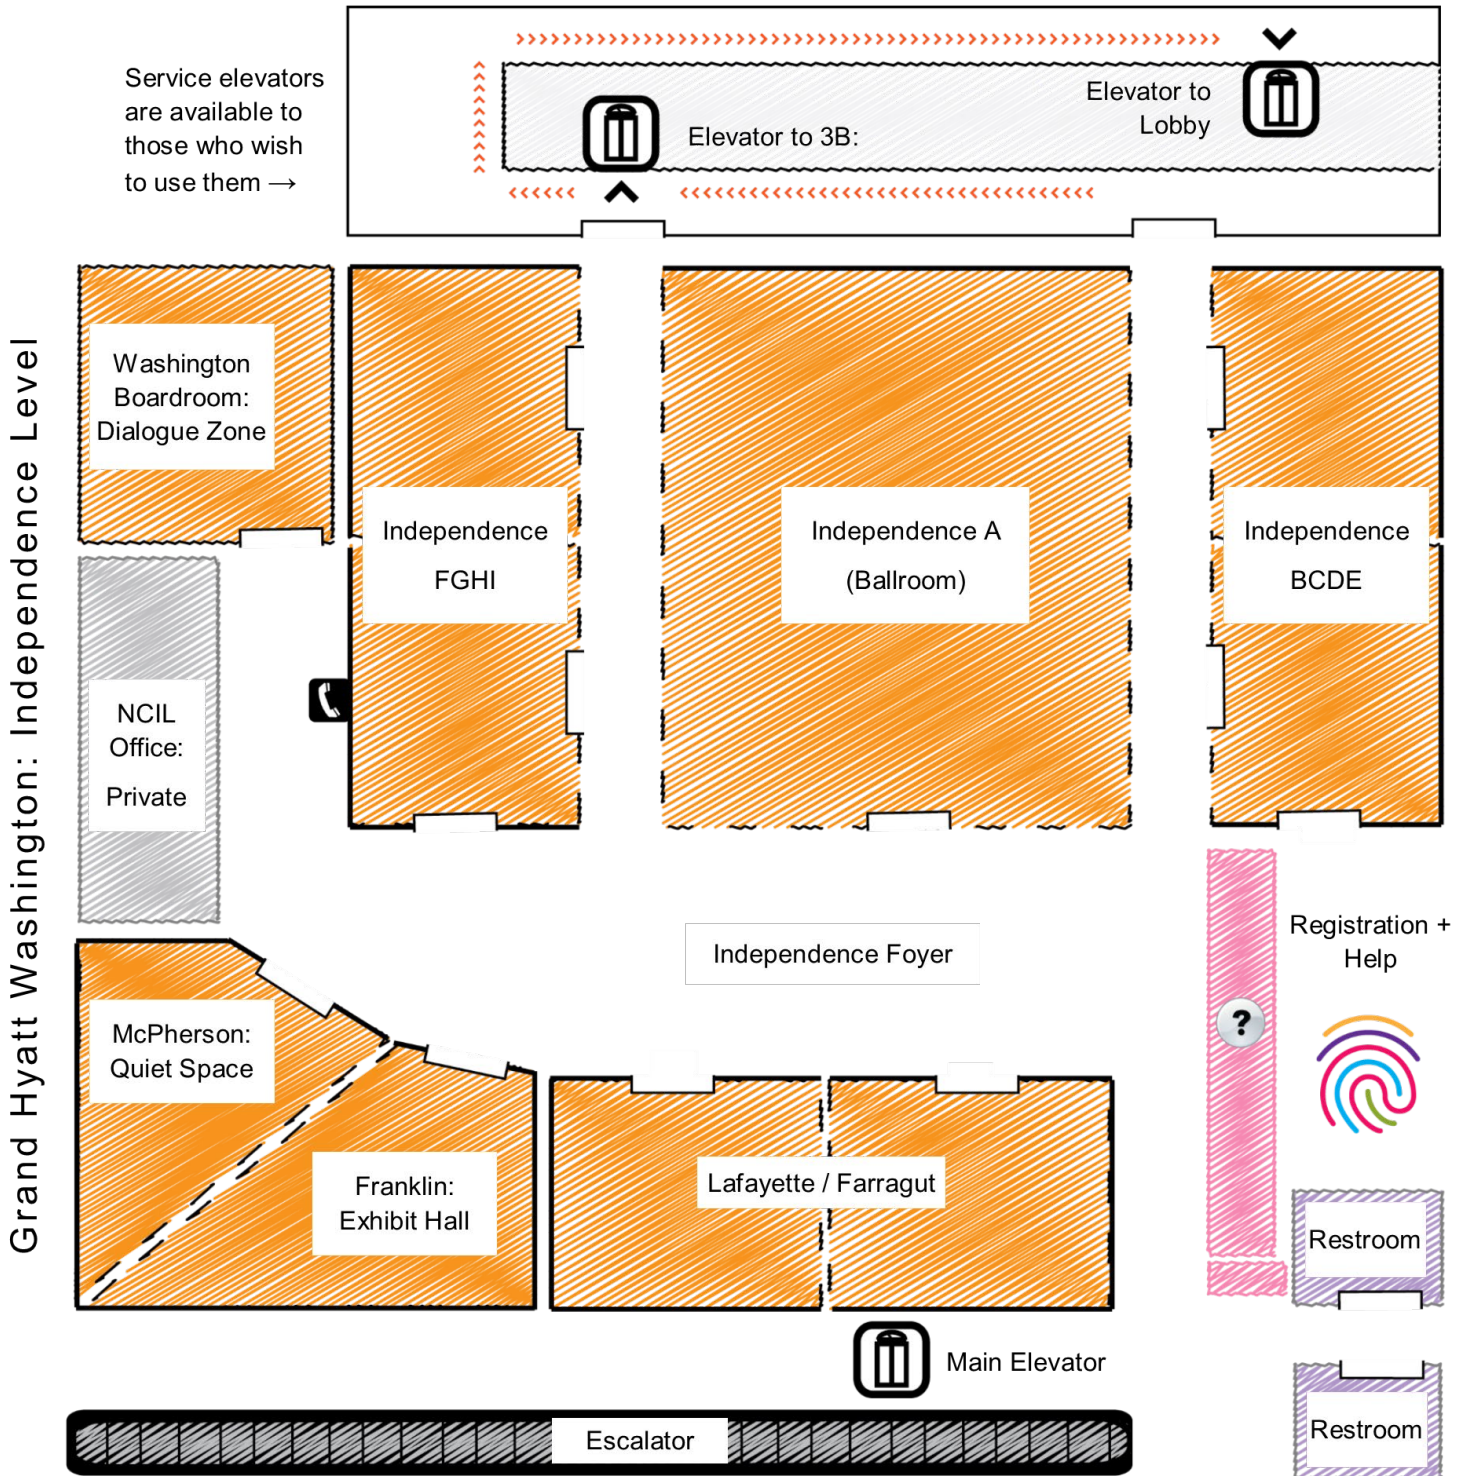 Service elevators
are available to
those who wish
to use them →
Elevator to
Lobby
Elevator to 3B:
Grand Hyatt Washington: Independence Level
Washington
Boardroom:
Dialogue Zone
Independence
FGHI
Independence A
(Ballroom)
Independence
BCDE
NCIL
Office:
Private
Registration +
Help
?
Independence Foyer
McPherson:
Quiet Space
Franklin:
Exhibit Hall
Lafayette / Farragut
Restroom
Main Elevator
Escalator
Restroom